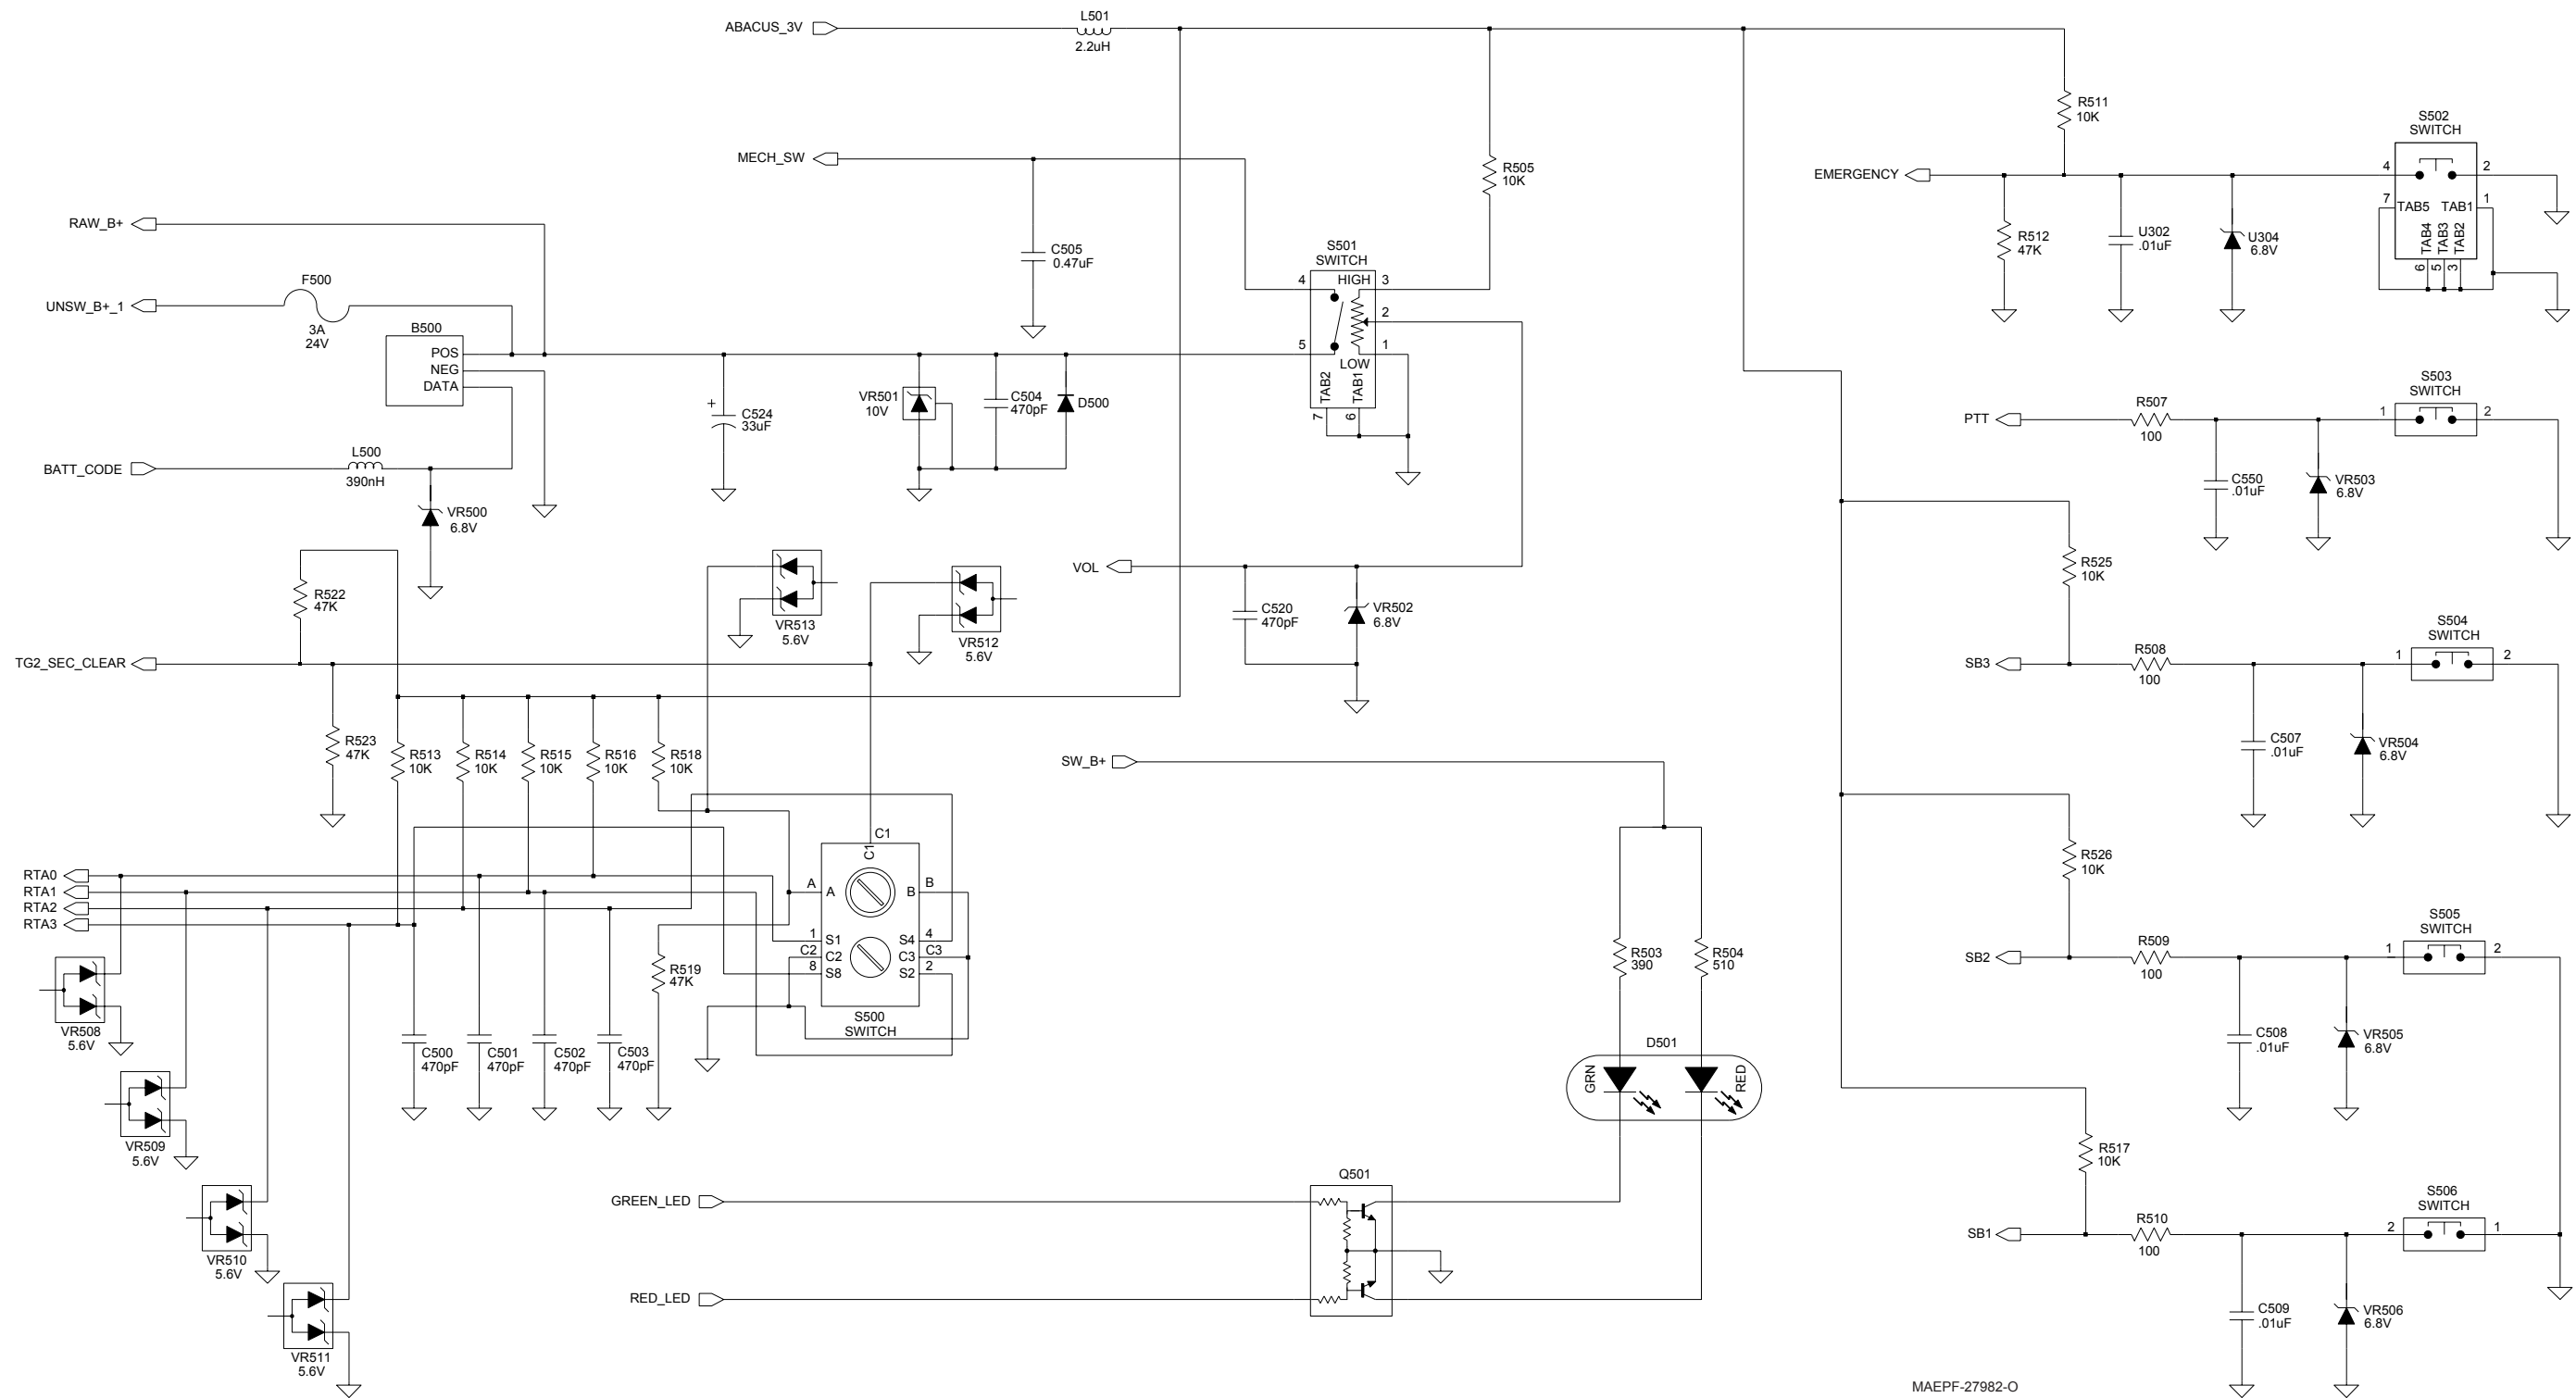 ABACUS_3V
L501
2.2uH
MECH_SW
C505
0.47uF
R505
10K
RAW_B+
F500
3A
24V
UNSW_B+_1
B500
POS
NEG
DATA
BATT_CODE
L500
390nH
VR500
6.8V
+
C524
33uF
VR501
10V
C504
470pF
D500
S501
SWITCH
4
HIGH
3
2
5
1
LOW
TAB2
TAB1
7
6
R511
10K
EMERGENCY
R512
47K
U302
.01uF
U304
6.8V
S502
SWITCH
4
2
7
TAB5
TAB1
1
TAB4
TAB3
TAB2
6
5
3
PTT
R507
100
C550
.01uF
VR503
6.8V
S503
SWITCH
1
2
R525
10K
SB3
R508
100
C507
.01uF
VR504
6.8V
S504
SWITCH
1
2
R526
10K
SB2
R509
100
C508
.01uF
VR505
6.8V
S505
SWITCH
1
2
R517
10K
SB1
R510
100
C509
.01uF
VR506
6.8V
S506
SWITCH
2
1
R522
47K
TG2_SEC_CLEAR
R523
47K
VR513
5.6V
VR512
5.6V
VOL
C520
470pF
VR502
6.8V
R513
10K
R514
10K
R515
10K
R516
10K
R518
10K
RTA0
RTA1
RTA2
RTA3
VR508
5.6V
VR509
5.6V
VR510
5.6V
VR511
5.6V
C500
470pF
C501
470pF
C502
470pF
C503
470pF
R519
47K
C1
C1
A
A
B
B
1
S1
S4
4
C2
C2
C3
C3
8
S8
S2
2
S500
SWITCH
SW_B+
R503
390
R504
510
D501
GRN
RED
GREEN_LED
Q501
RED_LED
MAEPF-27982-O